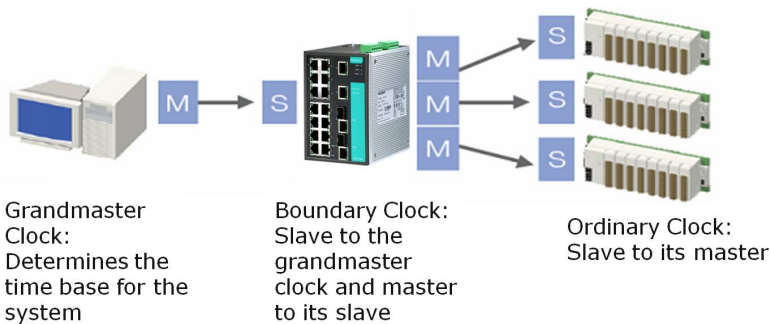 M
S
M
M
M
S
S
S
Grandmaster
Clock:
Determines the
time base for the
system
Boundary Clock:
Slave to the
grandmaster
clock and master
to its slave
Ordinary Clock:
Slave to its master